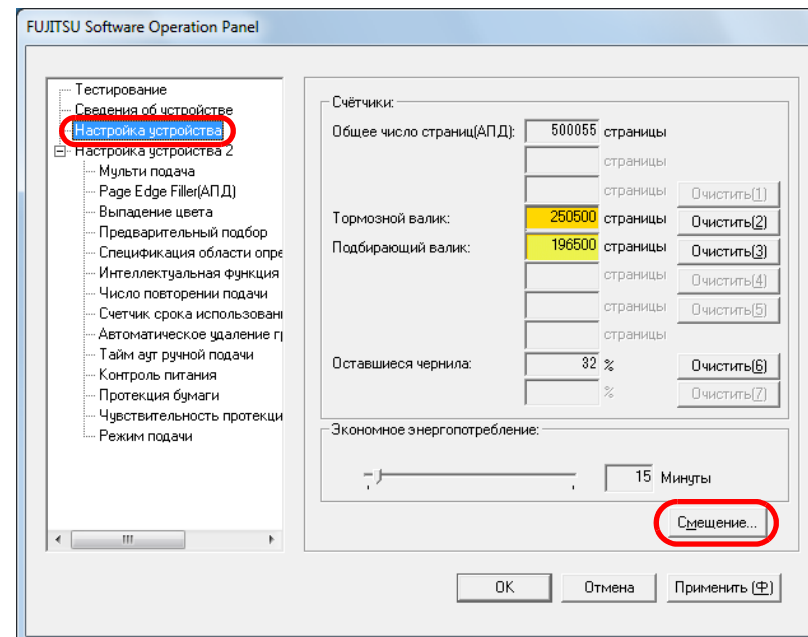 FUJITSU Software Operation Panel
Тестирование
Сведения об устройстве
Настройка устройства
Настройка устройства 2
Мульти подача
Page Edge Filler(АПД)
Выпадение цвета
Предварительный подбор
Спецификация области опре
Интеллектуальная функция
Число повторении подачи
Счетчик срока использовані
Автоматическое удаление гр
Тайм аут ручной подачи
Контроль питания
Протекция бумаги
Чувствительность протекци
Режим подачи
Счётчики:
Общее число страниц(АПД): 500055 страницы
страницы
страницы Очистить(1)
Тормозной валик: 250500 страницы Очистить(2)
Подбирающий валик: 196500 страницы Очистить(3)
страницы Очистить(4)
страницы Очистить(5)
страницы
Оставшиеся чернила: 32 % Очистить(6)
% Очистить(7)
Экономное энергопотребление:
15 Минуты
Смещение...
OK Отмена Применить (Ф)